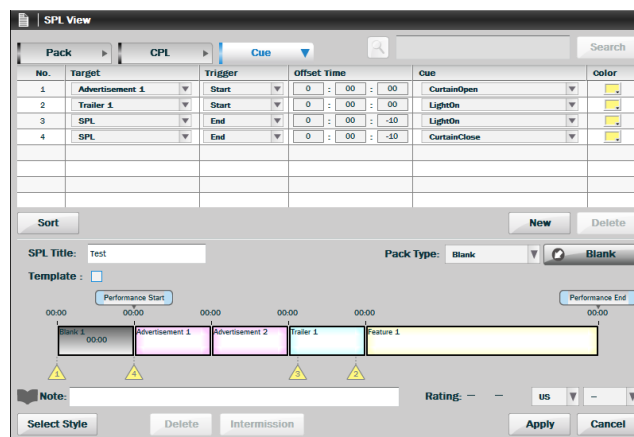 SPL View
Pack CPL Cue Search
No. Target Trigger Offset Time Cue Color
1 Advertisement 1 Start 0 : 00 : 00 CurtainOpen
2 Trailer 1 Start 0 : 00 : 00 LightOn
3 SPL End 0 : 00 : -10 LightOn
4 SPL End 0 : 00 : -10 CurtainClose
Sort New Delete
SPL Title: Test Pack Type: Blank Blank
Template :
Performance Start Performance End
00:00 00:00 00:00 00:00 00:00 00:00
Blank 1 Advertisement 1 Advertisement 2 Trailer 1 Feature 1
00:00
1 4 3 2
Note: Rating: – – US –
Select Style Delete Intermission Apply Cancel